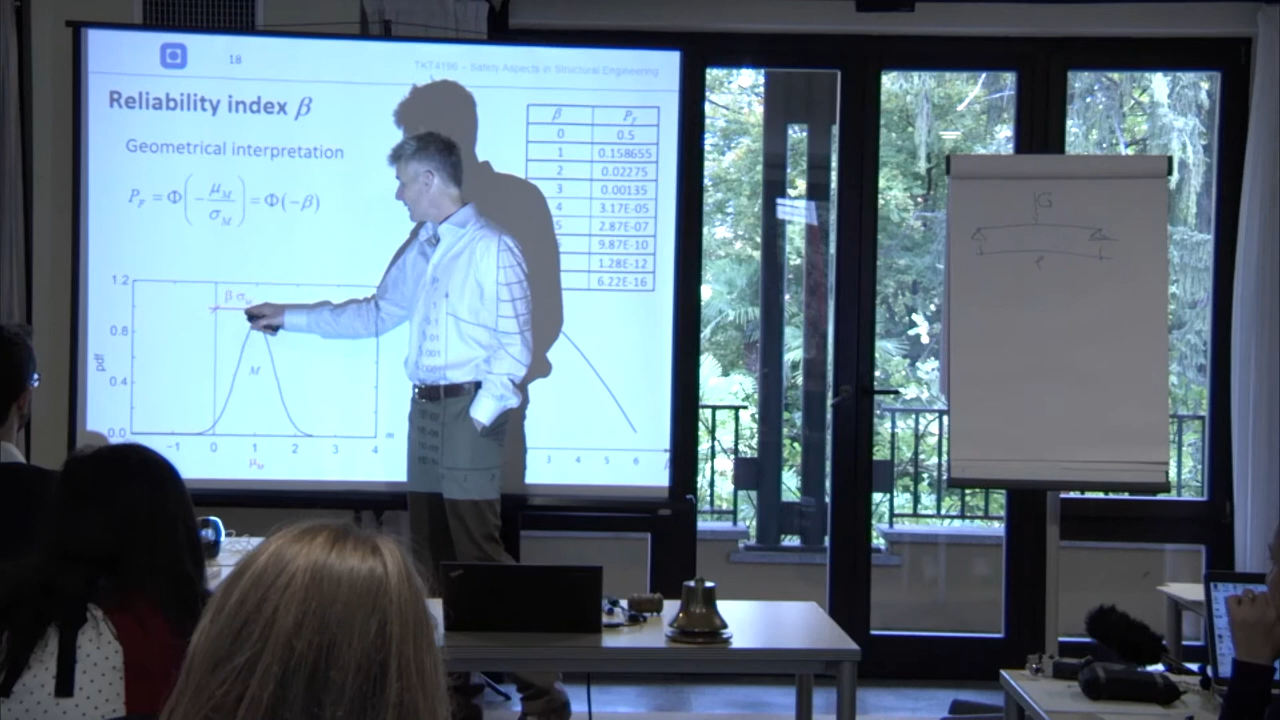 18
TKT4196 – Safety Aspects in Structural Engineering
Reliability index β
Geometrical interpretation
P_F = Φ(−μ_M/σ_M) = Φ(−β)
β P_F
0 0.5
1 0.158655
2 0.02275
3 0.00135
4 3.17E-05
5 2.87E-07
9.87E-10
1.28E-12
6.22E-16
1.2
0.8
0.4
0.0
pdf
β σ_M
M
−1 0 1 2 3 4 m
μ_M
3 4 5 6 β
G
ℓ